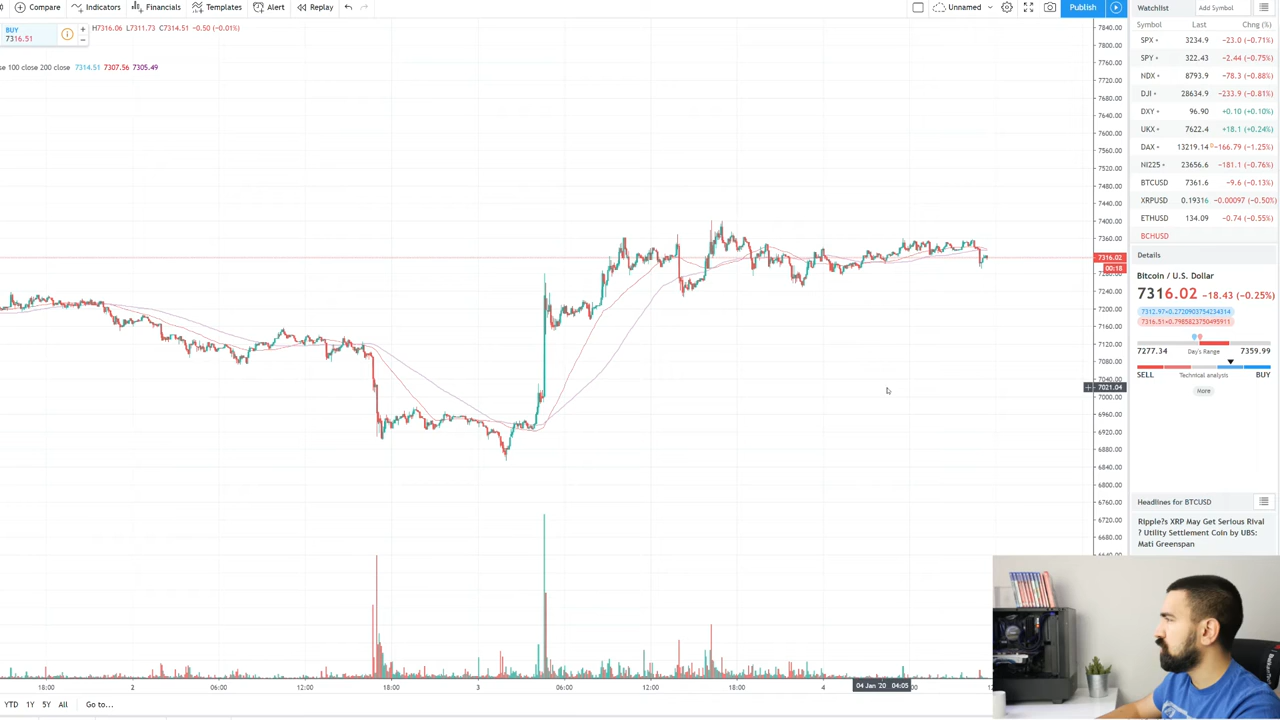 Compare Indicators Financials Templates Alert Replay Unnamed Publish
BUY
7316.51
H7316.06 L7311.73 C7314.51 −0.50 (−0.01%)
se 100 close 200 close 7314.51 7307.56 7305.49
7840.00
7800.00
7760.00
7720.00
7680.00
7640.00
7600.00
7560.00
7520.00
7480.00
7440.00
7400.00
7360.00
7316.02
00:18
7280.00
7240.00
7200.00
7160.00
7120.00
7080.00
7040.00
7021.04
7000.00
6960.00
6920.00
6880.00
6840.00
6800.00
6760.00
6720.00
6680.00
6640.00
18:00 2 06:00 12:00 18:00 3 06:00 12:00 18:00 4 04 Jan '20 04:05
YTD 1Y 5Y All Go to...
Watchlist Add Symbol
Symbol Last Chng (%)
SPX 3234.9 −23.0 (−0.71%)
SPY 322.43 −2.44 (−0.75%)
NDX 8793.9 −78.3 (−0.88%)
DJI 28634.9 −233.9 (−0.81%)
DXY 96.90 +0.10 (+0.10%)
UKX 7622.4 +18.1 (+0.24%)
DAX 13219.14 D −166.79 (−1.25%)
NI225 23656.6 −181.1 (−0.76%)
BTCUSD 7361.6 −9.6 (−0.13%)
XRPUSD 0.19316 −0.00097 (−0.50%)
ETHUSD 134.09 −0.74 (−0.55%)
BCHUSD
Details
Bitcoin / U.S. Dollar
7316.02 −18.43 (−0.25%)
7312.97×0.2720903754234314
7316.51×0.7985823750495911
7277.34 Day's Range 7359.99
SELL Technical analysis BUY
More
Headlines for BTCUSD
Ripple?s XRP May Get Serious Rival
? Utility Settlement Coin by UBS:
Mati Greenspan